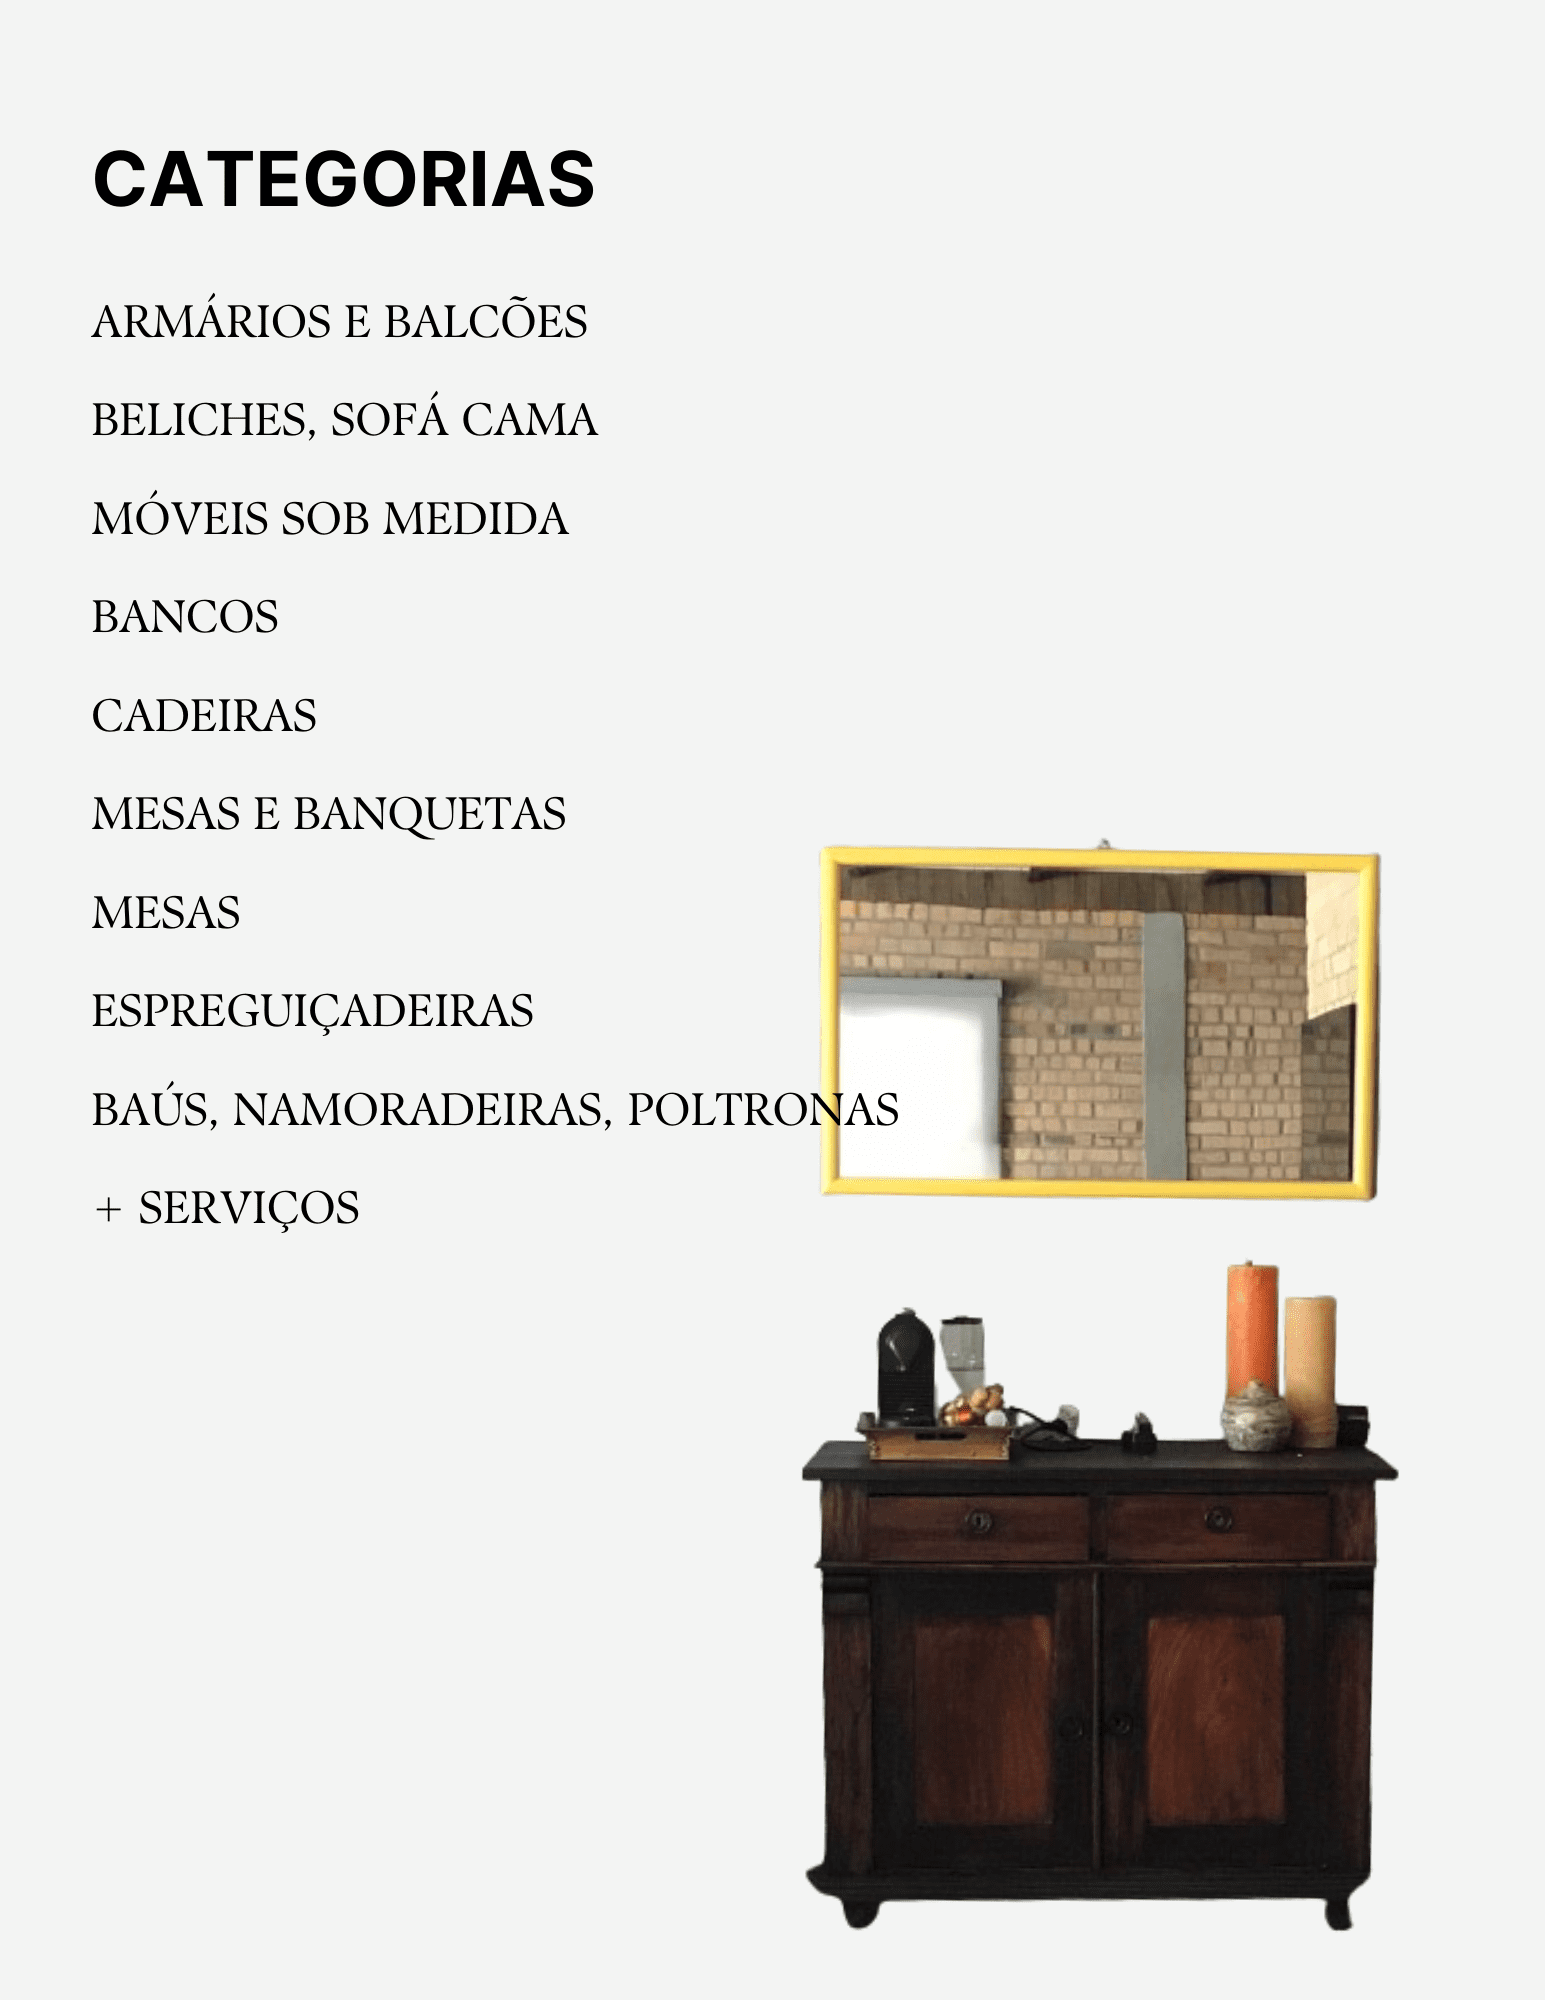 CATEGORIAS
ARMÁRIOS E BALCÕES
BELICHES, SOFÁ CAMA
MÓVEIS SOB MEDIDA
BANCOS
CADEIRAS
MESAS E BANQUETAS
MESAS
ESPREGUIÇADEIRAS
BAÚS, NAMORADEIRAS, POLTRONAS
+ SERVIÇOS